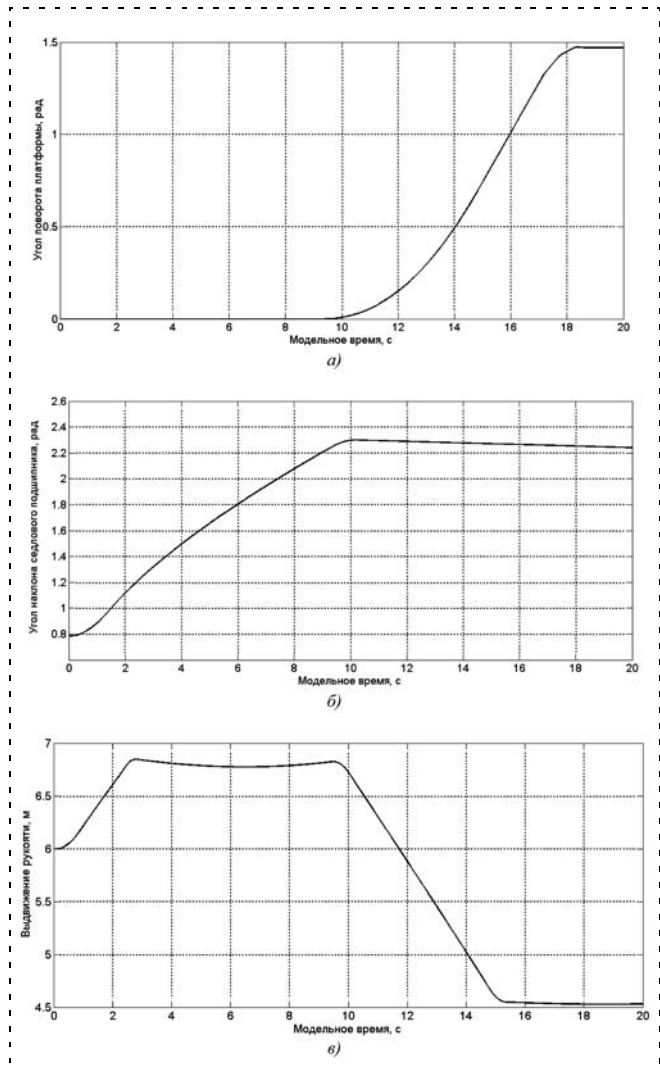 Угол поворота платформы, рад
1.5
1
0.5
0
0 2 4 6 8 10 12 14 16 18 20
Модельное время, с
а)
Угол наклона седлового подшипника, рад
2.6
2.4
2.2
2
1.8
1.6
1.4
1.2
1
0.8
0 2 4 6 8 10 12 14 16 18 20
Модельное время, с
б)
Выдвижение рукояти, м
7
6.5
6
5.5
5
4.5
0 2 4 6 8 10 12 14 16 18 20
Модельное время, с
в)